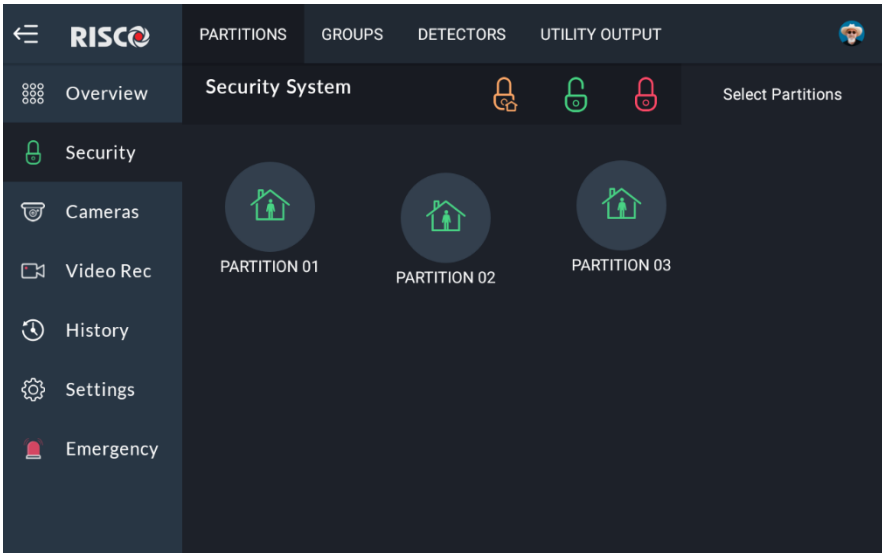 RISCO
PARTITIONS GROUPS DETECTORS UTILITY OUTPUT
Overview
Security
Cameras
Video Rec
History
Settings
Emergency
Security System
Select Partitions
PARTITION 01
PARTITION 02
PARTITION 03